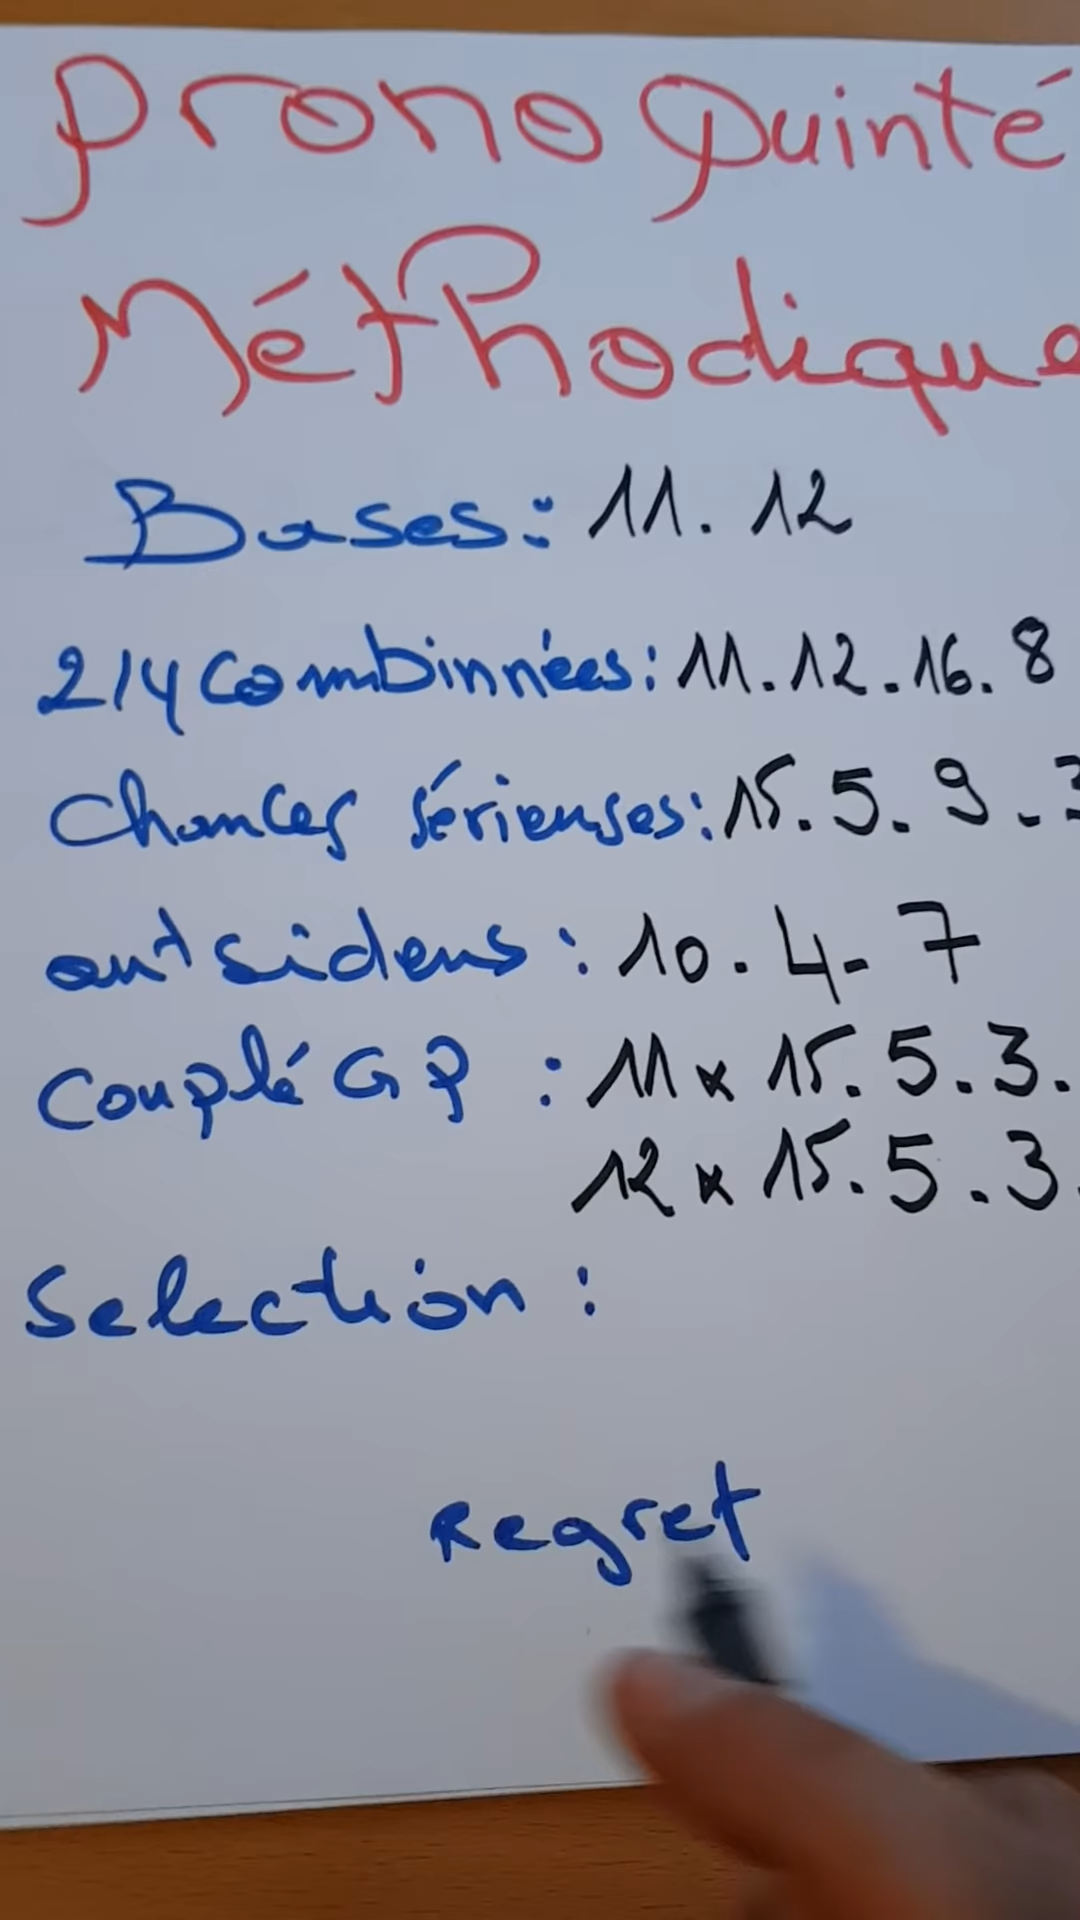 Prono Quinté
Méthodique
Bases: 11. 12
2/4 Combinnées: 11. 12. 16. 8
Chances sérieuses: 15. 5. 9. 3
outsiders: 10. 4. 7
Couplé GP : 11 x 15. 5. 3.
12 x 15. 5. 3.
Selection :
Regret